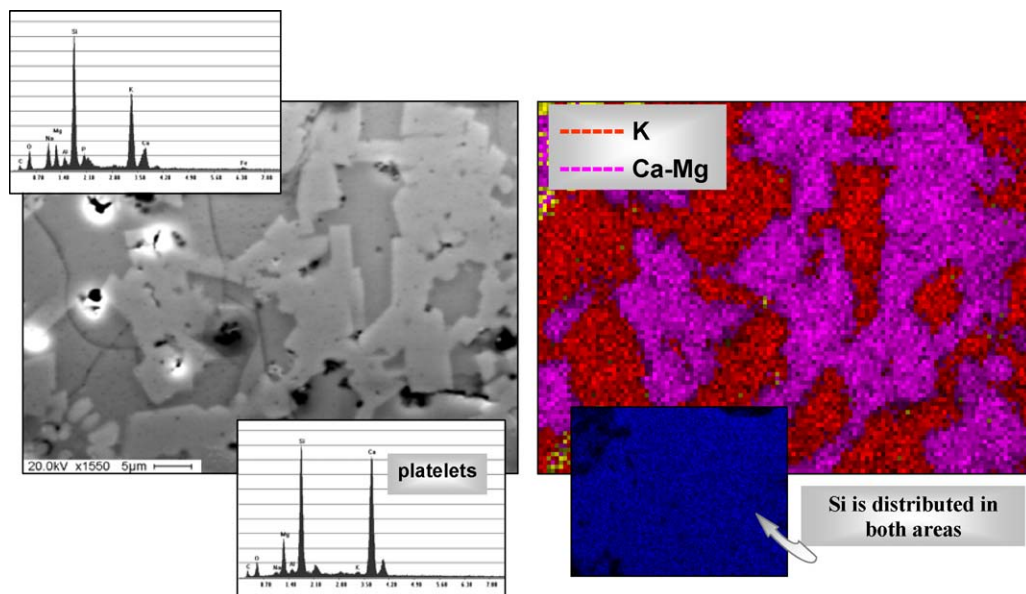 Si
K
Mg
Na
O
Ca
C
Al
P
Fe
0.70 1.40 2.10 2.80 3.50 4.20 4.90 5.60 6.30 7.00
K
Ca-Mg
20.0kV x1550 5µm
Si
Ca
platelets
Mg
O
C
Na
Al
K
0.70 1.40 2.10 2.80 3.50 4.20 4.90 5.60 6.30 7.00
Si is distributed in
both areas